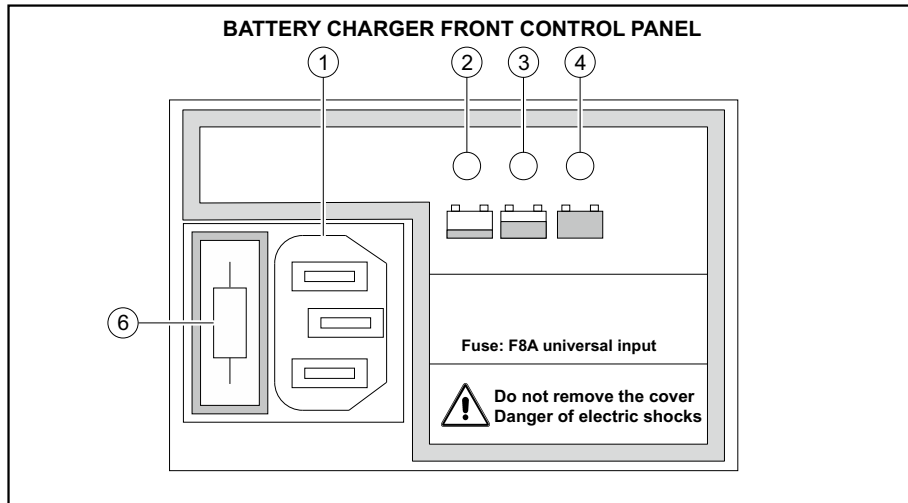 BATTERY CHARGER FRONT CONTROL PANEL
1
2
3
4
6
Fuse: F8A universal input
Do not remove the cover
Danger of electric shocks